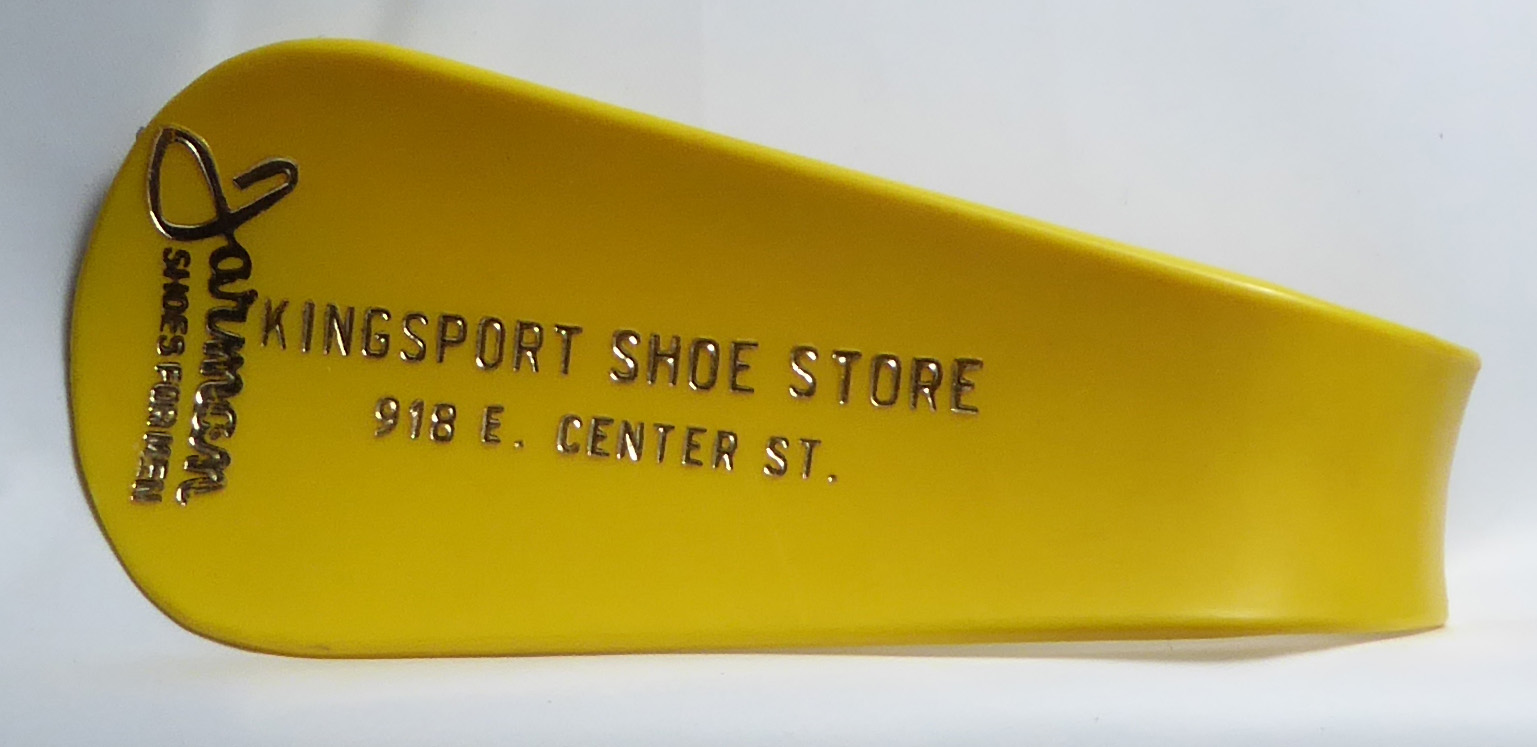 Jarman
SHOES FOR MEN
KINGSPORT SHOE STORE
918 E. CENTER ST.